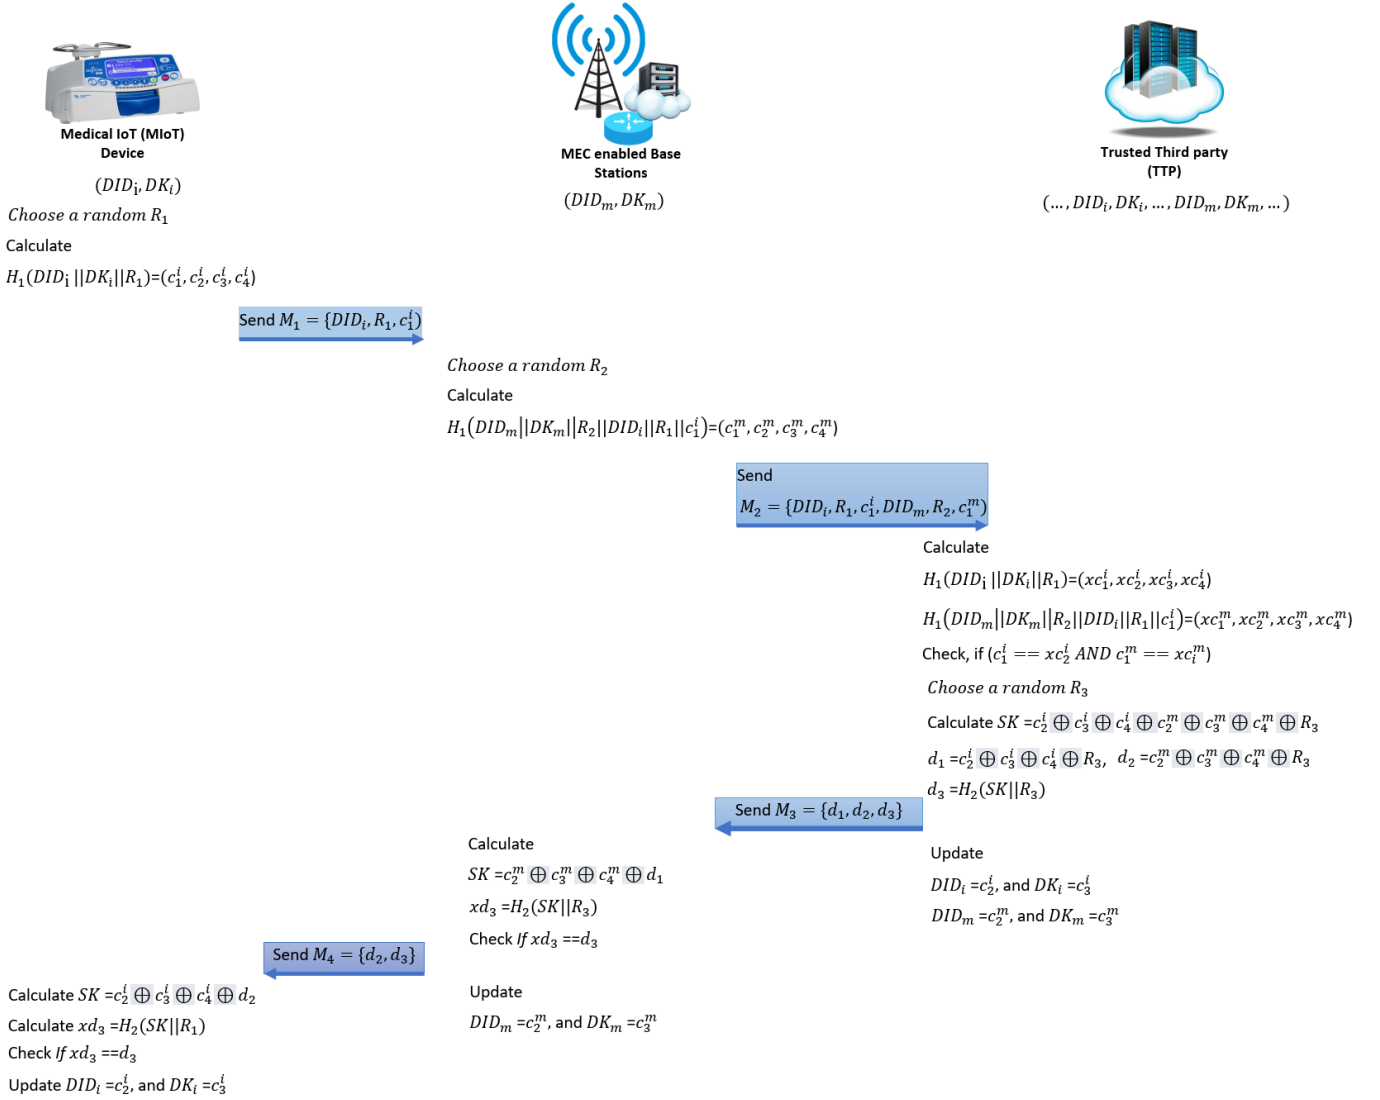 Medical IoT (MIoT)
Device
(DIDᵢ, DKᵢ)
MEC enabled Base
Stations
(DIDₘ, DKₘ)
Trusted Third party
(TTP)
(…, DIDᵢ, DKᵢ, …, DIDₘ, DKₘ, …)
Choose a random R₁
Calculate
H₁(DIDᵢ ||DKᵢ||R₁)=(c₁ⁱ, c₂ⁱ, c₃ⁱ, c₄ⁱ)
Send M₁ = {DIDᵢ, R₁, c₁ⁱ)
Choose a random R₂
Calculate
H₁(DIDₘ||DKₘ||R₂||DIDᵢ||R₁||c₁ⁱ)=(c₁ᵐ, c₂ᵐ, c₃ᵐ, c₄ᵐ)
Send
M₂ = {DIDᵢ, R₁, c₁ⁱ, DIDₘ, R₂, c₁ᵐ)
Calculate
H₁(DIDᵢ ||DKᵢ||R₁)=(xc₁ⁱ, xc₂ⁱ, xc₃ⁱ, xc₄ⁱ)
H₁(DIDₘ||DKₘ||R₂||DIDᵢ||R₁||c₁ⁱ)=(xc₁ᵐ, xc₂ᵐ, xc₃ᵐ, xc₄ᵐ)
Check, if (c₁ⁱ == xc₂ⁱ AND c₁ᵐ == xcᵢᵐ)
Choose a random R₃
Calculate SK =c₂ⁱ ⊕ c₃ⁱ ⊕ c₄ⁱ ⊕ c₂ᵐ ⊕ c₃ᵐ ⊕ c₄ᵐ ⊕ R₃
d₁ =c₂ⁱ ⊕ c₃ⁱ ⊕ c₄ⁱ ⊕ R₃, d₂ =c₂ᵐ ⊕ c₃ᵐ ⊕ c₄ᵐ ⊕ R₃
d₃ =H₂(SK||R₃)
Send M₃ = {d₁, d₂, d₃}
Update
DIDᵢ =c₂ⁱ, and DKᵢ =c₃ⁱ
DIDₘ =c₂ᵐ, and DKₘ =c₃ᵐ
Calculate
SK =c₂ᵐ ⊕ c₃ᵐ ⊕ c₄ᵐ ⊕ d₁
xd₃ =H₂(SK||R₃)
Check If xd₃ ==d₃
Send M₄ = {d₂, d₃}
Update
DIDₘ =c₂ᵐ, and DKₘ =c₃ᵐ
Calculate SK =c₂ⁱ ⊕ c₃ⁱ ⊕ c₄ⁱ ⊕ d₂
Calculate xd₃ =H₂(SK||R₁)
Check If xd₃ ==d₃
Update DIDᵢ =c₂ⁱ, and DKᵢ =c₃ⁱ